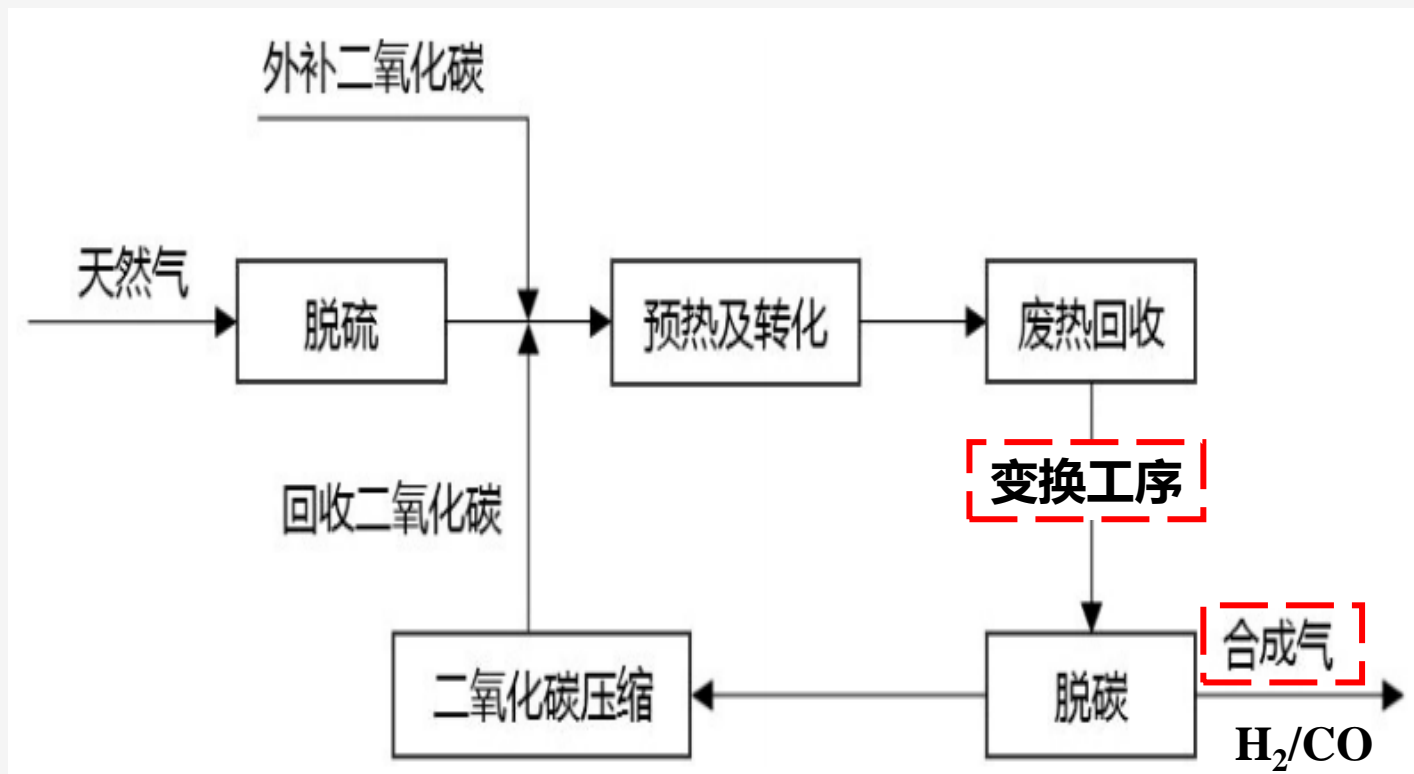 外补二氧化碳
天然气
脱硫
预热及转化
废热回收
变换工序
回收二氧化碳
合成气
二氧化碳压缩
脱碳
H₂/CO